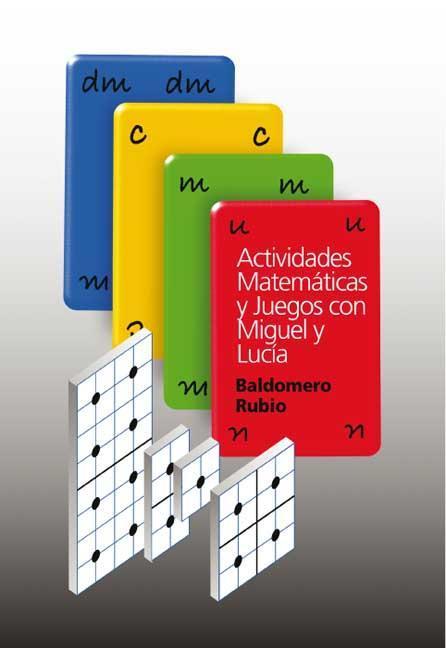 dm dm
c c
m m
u u
Actividades
Matemáticas
y Juegos con
Miguel y
Lucía
Baldomero
Rubio
m
m
n n